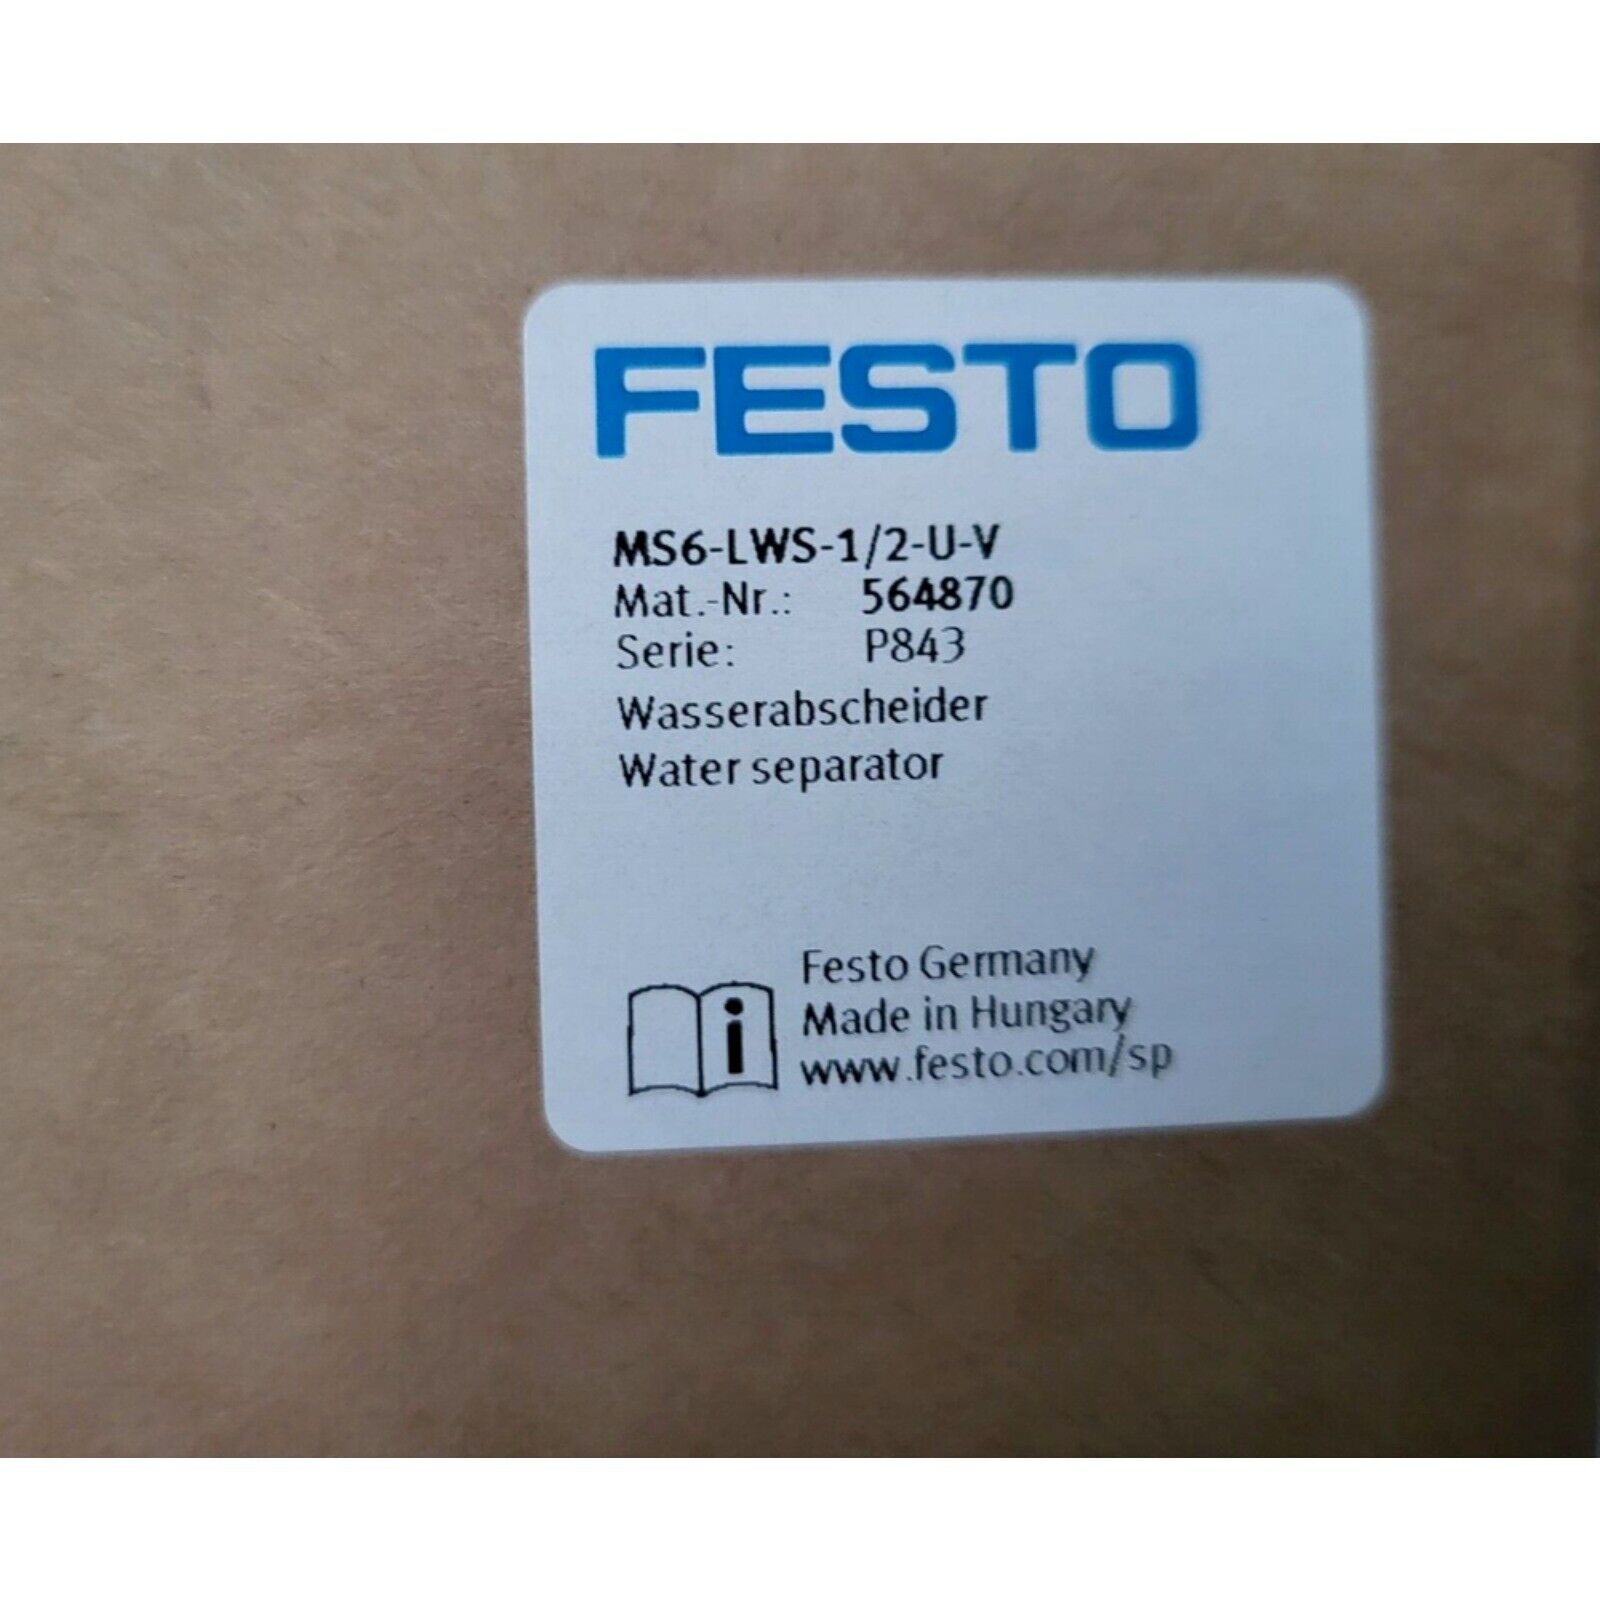 FESTO
MS6-LWS-1/2-U-V
Mat.-Nr.: 564870
Serie: P843
Wasserabscheider
Water separator
Festo Germany
Made in Hungary
www.festo.com/sp